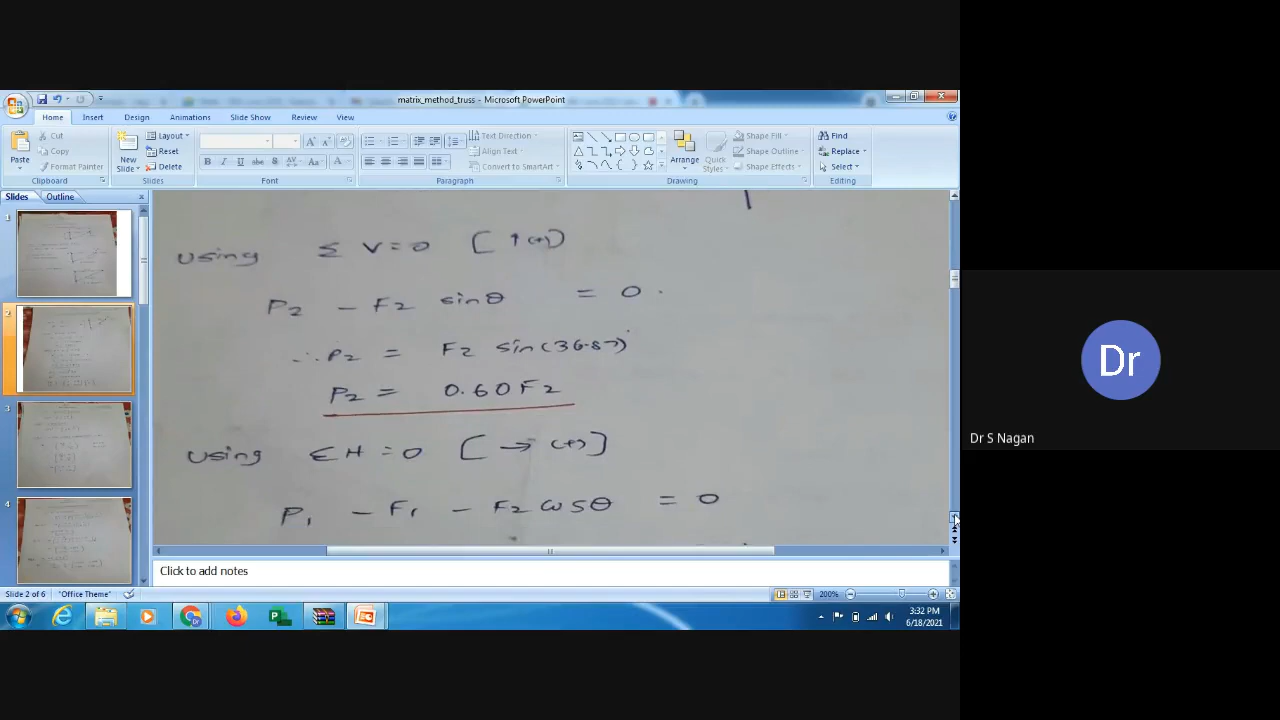 matrix_method_truss - Microsoft PowerPoint
Home Insert Design Animations Slide Show Review View
Cut
Copy
Format Painter
Paste
Clipboard
New Slide
Layout
Reset
Delete
Slides
B I U abc S AV Aa A
Font
Text Direction
Align Text
Convert to SmartArt
Paragraph
Arrange
Quick Styles
Shape Fill
Shape Outline
Shape Effects
Drawing
Find
Replace
Select
Editing
Slides Outline
1
2
3
4
Using Σ V = 0 [ ↑ (+) ]
P2 – F2 sinθ = 0.
∴ P2 = F2 sin(36.87)
P2 = 0.60 F2
Using Σ H = 0 [ → (+) ]
P1 – F1 – F2 cosθ = 0
Click to add notes
Slide 2 of 6 "Office Theme" 200%
3:32 PM
6/18/2021
Dr
Dr S Nagan